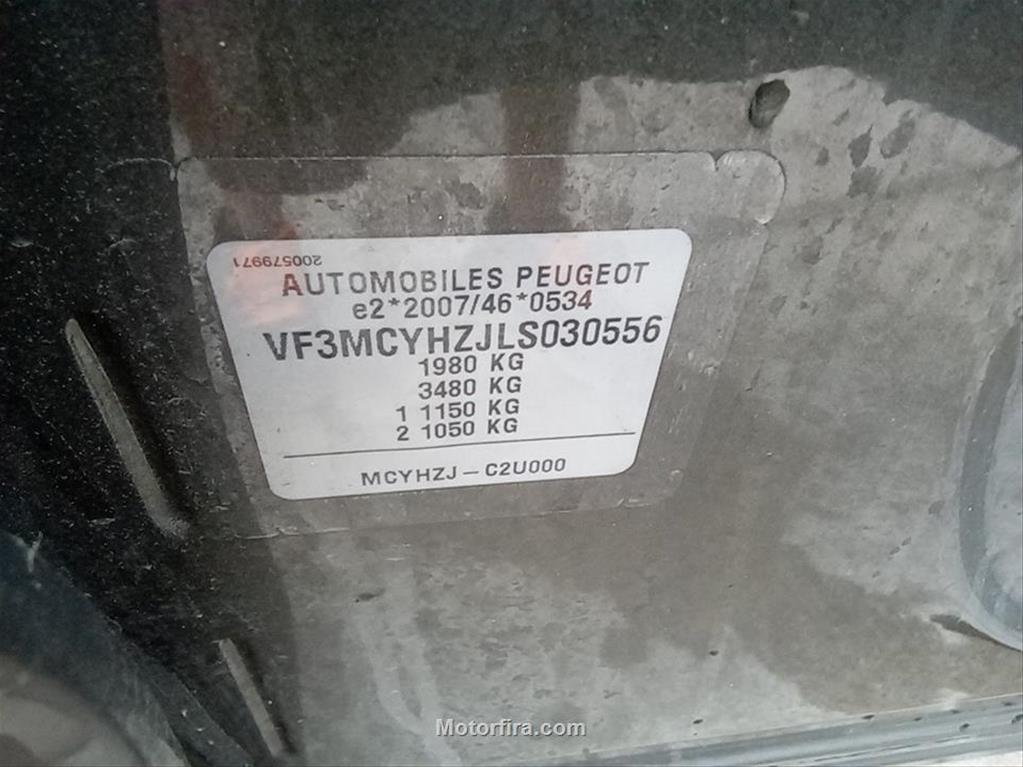 200579971
AUTOMOBILES PEUGEOT
e2*2007/46*0534
VF3MCYHZJLS030556
1980 KG
3480 KG
1 1150 KG
2 1050 KG
MCYHZJ-C2U000
Motorfira.com